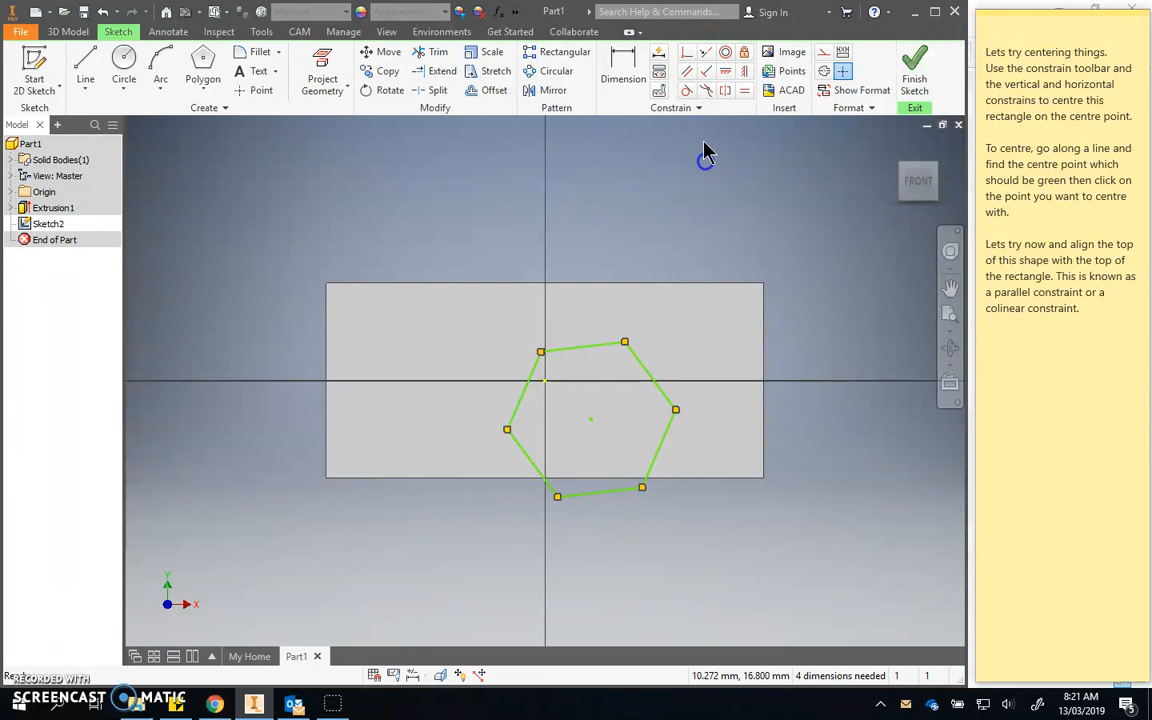 PRO
Material
Appearance
Part1
Search Help & Commands...
Sign In
File
3D Model
Sketch
Annotate
Inspect
Tools
CAM
Manage
View
Environments
Get Started
Collaborate
Start
2D Sketch
Line
Circle
Arc
Polygon
Fillet
Text
Point
Project
Geometry
Move
Copy
Rotate
Trim
Extend
Split
Scale
Stretch
Offset
Rectangular
Circular
Mirror
Dimension
Image
Points
ACAD
Show Format
Finish
Sketch
Sketch
Create
Modify
Pattern
Constrain
Insert
Format
Exit
Model
Part1
Solid Bodies(1)
View: Master
Origin
Extrusion1
Sketch2
End of Part
FRONT
Y
X
My Home
Part1
10.272 mm, 16.800 mm
4 dimensions needed
1
1
Lets try centering things.
Use the constrain toolbar and
the vertical and horizontal
constrains to centre this
rectangle on the centre point.
To centre, go along a line and
find the centre point which
should be green then click on
the point you want to centre
with.
Lets try now and align the top
of this shape with the top of
the rectangle. This is known as
a parallel constraint or a
colinear constraint.
RECORDED WITH
SCREENCAST MATIC
8:21 AM
13/03/2019
5